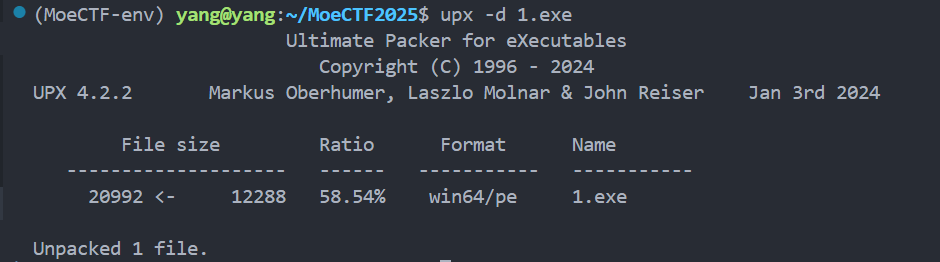 (MoeCTF-env) yang@yang:~/MoeCTF2025$ upx -d 1.exe
Ultimate Packer for eXecutables
Copyright (C) 1996 - 2024
UPX 4.2.2 Markus Oberhumer, Laszlo Molnar & John Reiser Jan 3rd 2024
File size Ratio Format Name
-------------------- ------ ----------- -----------
20992 <- 12288 58.54% win64/pe 1.exe
Unpacked 1 file.